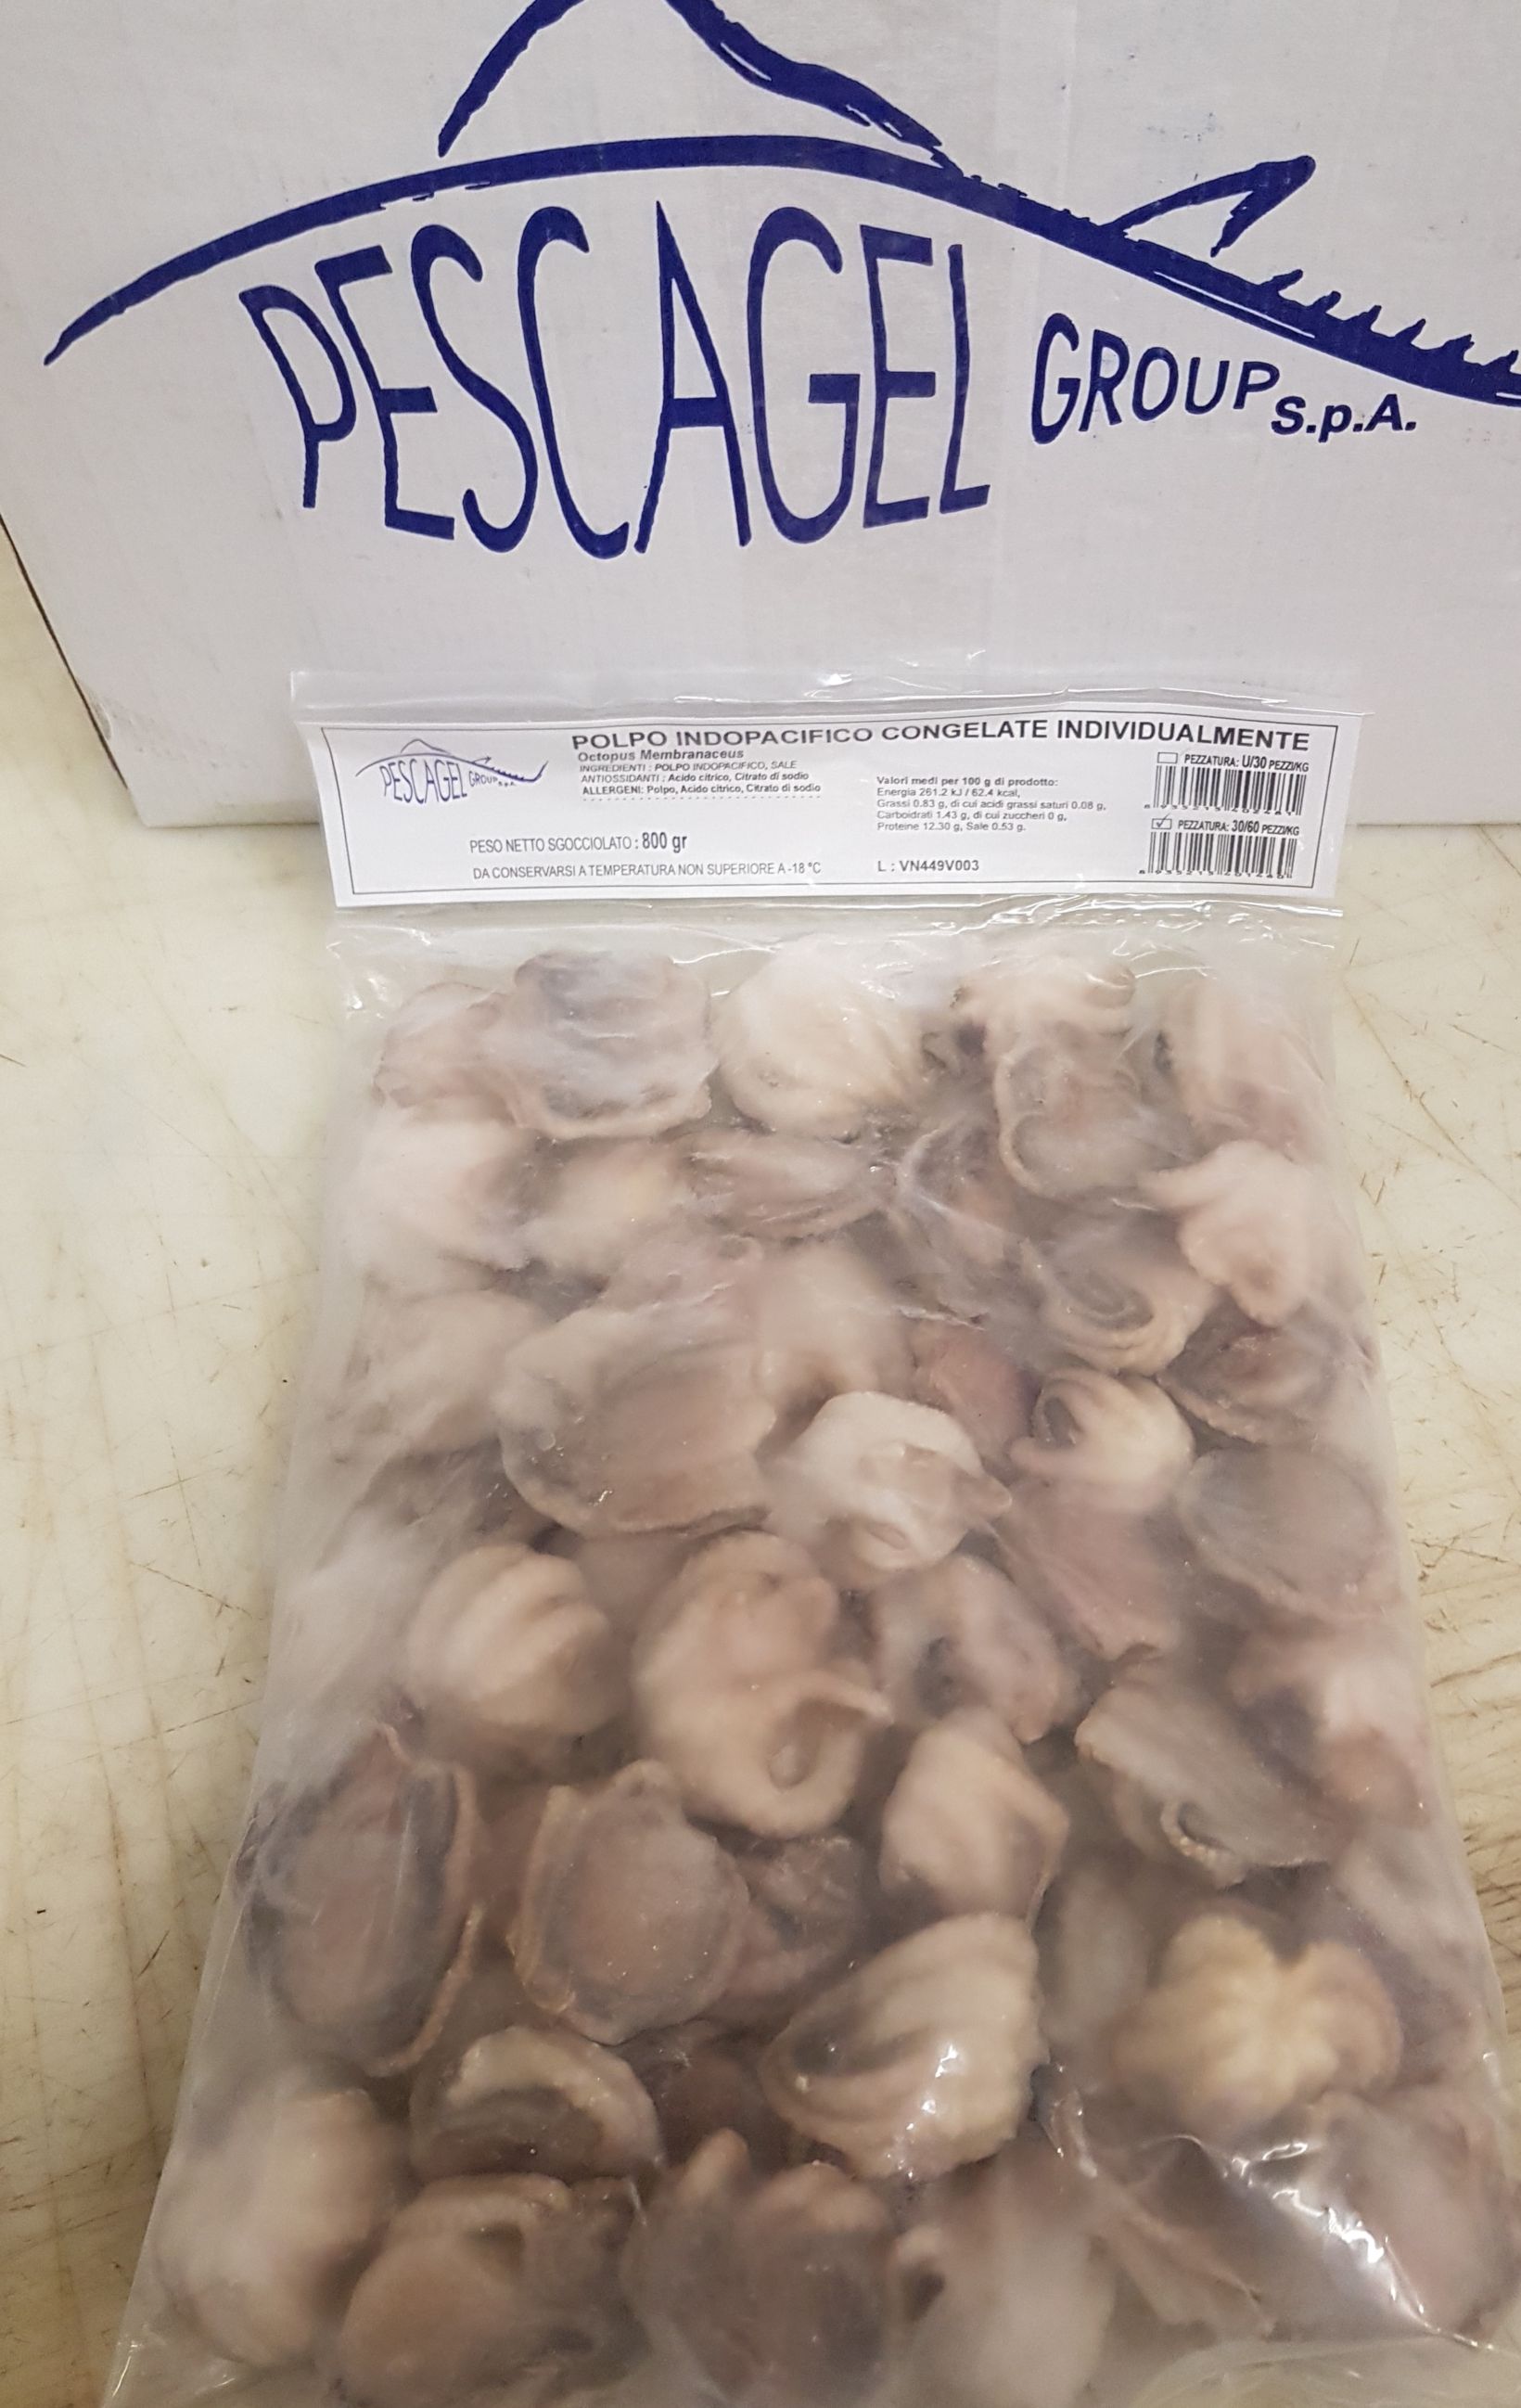 PESCAGEL GROUP S.p.A.
PESCAGEL GROUP S.p.A.
POLPO INDOPACIFICO CONGELATE INDIVIDUALMENTE
Octopus Membranaceus
INGREDIENTI : POLPO INDOPACIFICO, SALE
ANTIOSSIDANTI : Acido citrico, Citrato di sodio
ALLERGENI: Polpo, Acido citrico, Citrato di sodio
PESO NETTO SGOCCIOLATO : 800 gr
DA CONSERVARSI A TEMPERATURA NON SUPERIORE A -18 °C
Valori medi per 100 g di prodotto:
Energia 261.2 kJ / 62.4 kcal,
Grassi 0.83 g, di cui acidi grassi saturi 0.08 g,
Carboidrati 1.43 g, di cui zuccheri 0 g,
Proteine 12.30 g, Sale 0.53 g.
L : VN449V003
PEZZATURA: U/30 PEZZI/KG
PEZZATURA: 30/60 PEZZI/KG